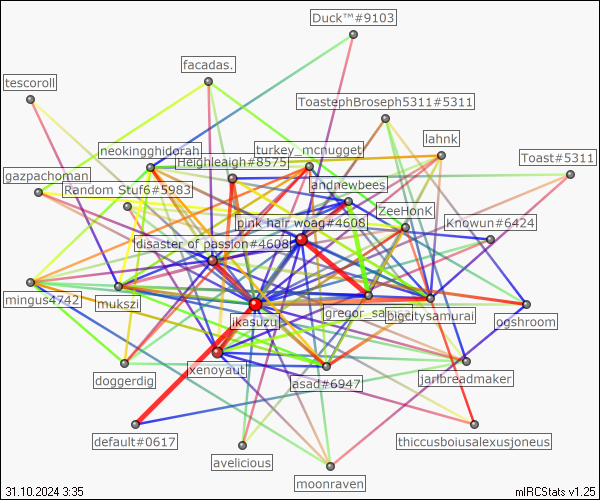 Duck™#9103
facadas.
tescoroll
ToastephBroseph5311#5311
lahnk
turkey_mcnugget
neokingghidorah
Heighleigh#8575
Toast#5311
gazpachoman
andnewbees
Random Stuf6#5983
ZeeHonK
pink hair woag#4608
Knowun#6424
disaster of passion#4608
mingus4742
mukszi
jkasuzu
gregor_sa
bigcitysamurai
ogshroom
xenoyaut
doggerdig
asad#6947
jarlbreadmaker
default#0617
thiccusboiusalexusjoneus
avelicious
moonraven
31.10.2024 3:35
mIRCStats v1.25